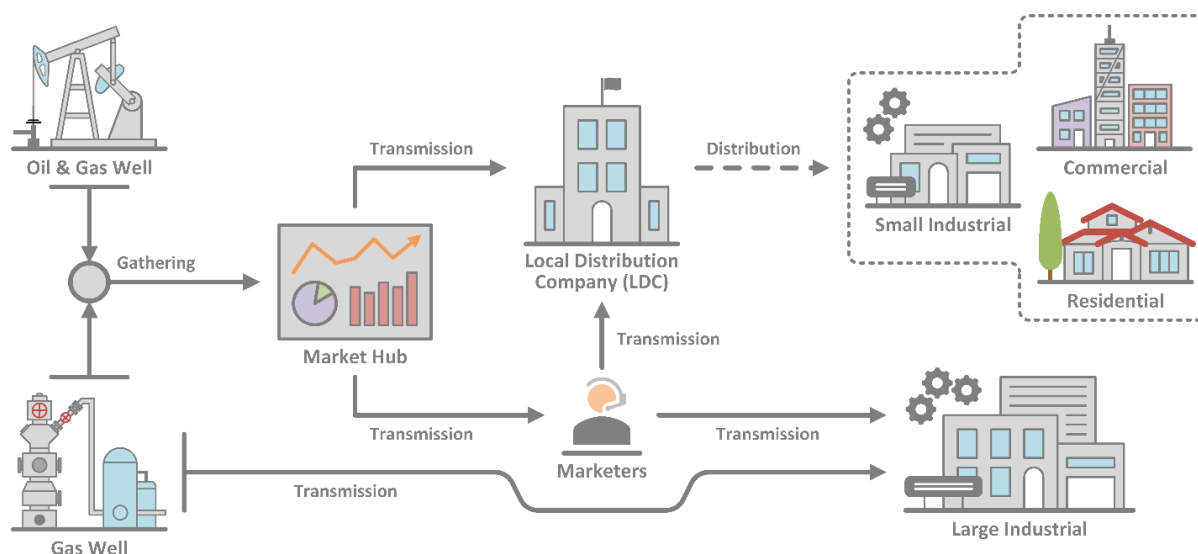 Oil & Gas Well
Gathering
Gas Well
Market Hub
Transmission
Local Distribution
Company (LDC)
Distribution
Small Industrial
Commercial
Residential
Transmission
Transmission
Marketers
Transmission
Transmission
Large Industrial